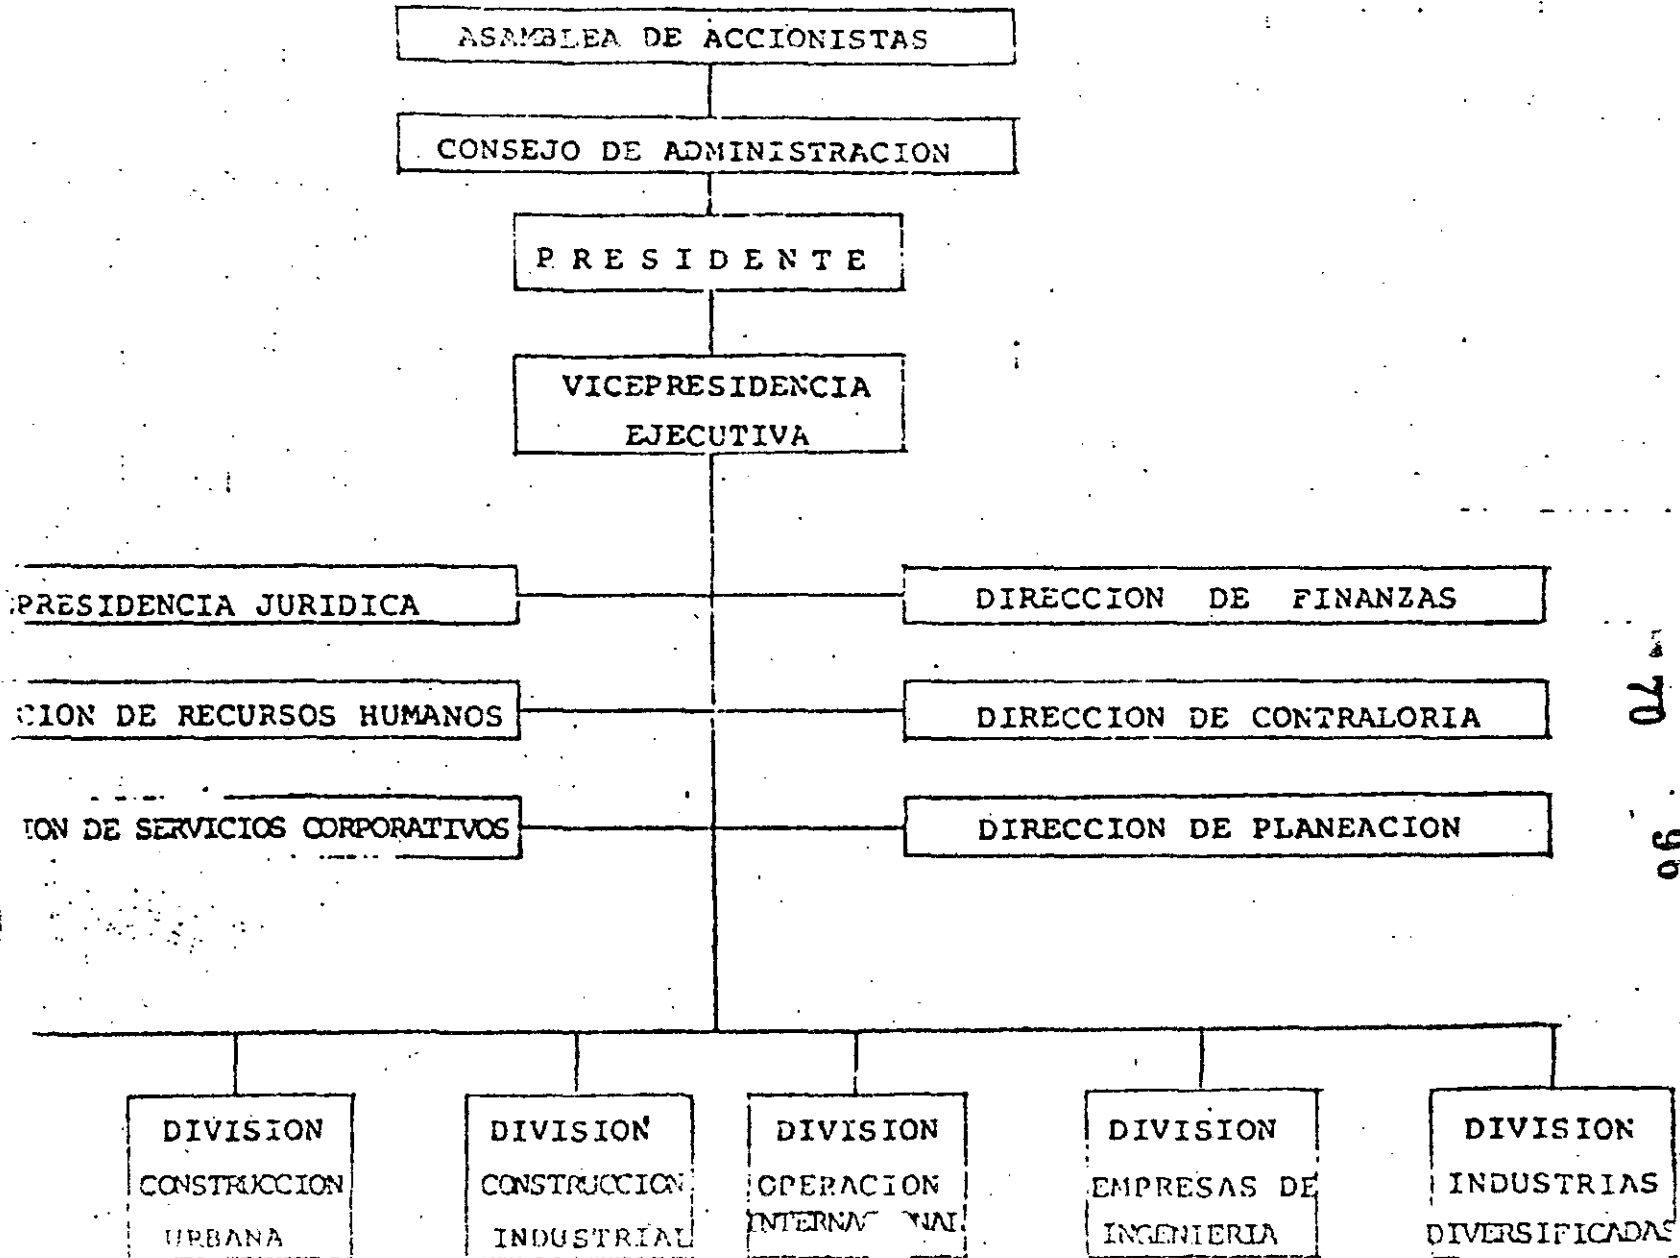 ASAMBLEA DE ACCIONISTAS
CONSEJO DE ADMINISTRACION
PRESIDENTE
VICEPRESIDENCIA
EJECUTIVA
PRESIDENCIA JURIDICA
DIRECCION DE FINANZAS
CION DE RECURSOS HUMANOS
DIRECCION DE CONTRALORIA
ION DE SERVICIOS CORPORATIVOS
DIRECCION DE PLANEACION
70
DIVISION
CONSTRUCCION
URBANA
DIVISION
CONSTRUCCION
INDUSTRIAL
DIVISION
OPERACION
DIVISION
EMPRESAS DE
INGENIERIA
DIVISION
INDUSTRIAS
DIVERSIFICADAS